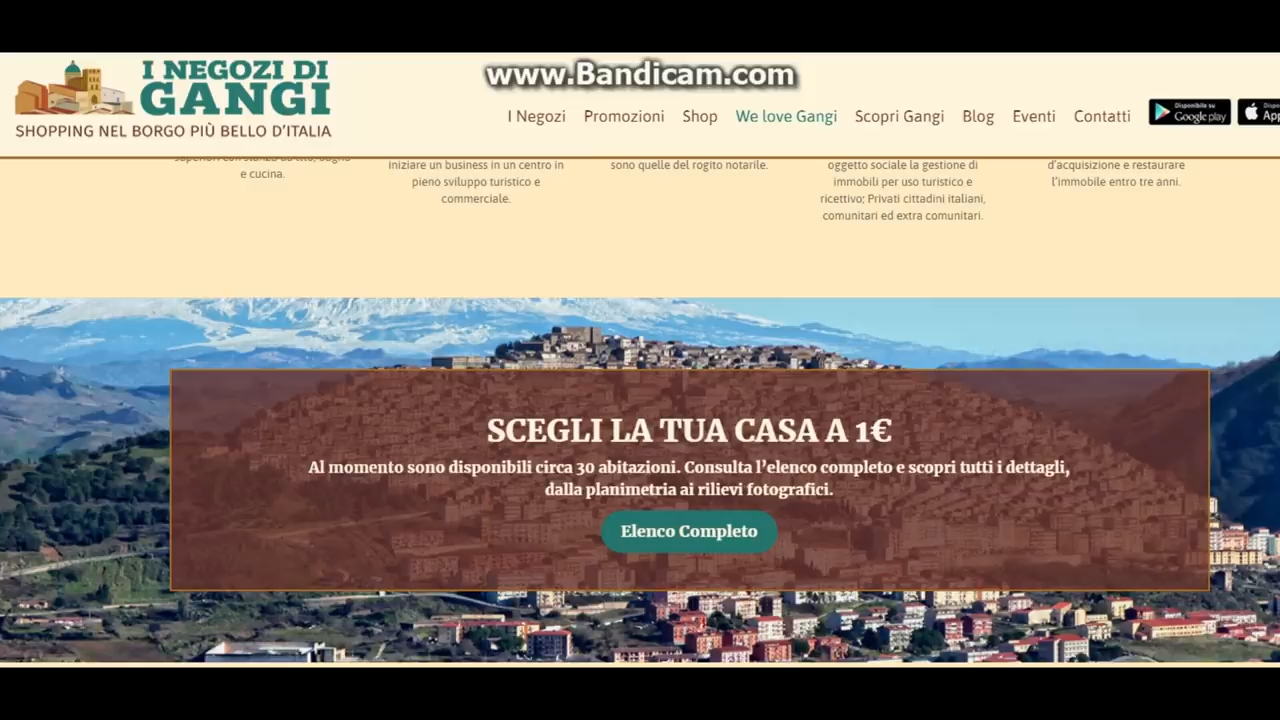 www.Bandicam.com
I NEGOZI DI
GANGI
SHOPPING NEL BORGO PIÙ BELLO D'ITALIA
I Negozi Promozioni Shop We love Gangi Scopri Gangi Blog Eventi Contatti
Disponibile su
Google play
e cucina.
iniziare un business in un centro in
pieno sviluppo turistico e
commerciale.
sono quelle del rogito notarile.
oggetto sociale la gestione di
immobili per uso turistico e
ricettivo; Privati cittadini italiani,
comunitari ed extra comunitari.
d'acquisizione e restaurare
l'immobile entro tre anni.
SCEGLI LA TUA CASA A 1€
Al momento sono disponibili circa 30 abitazioni. Consulta l'elenco completo e scopri tutti i dettagli,
dalla planimetria ai rilievi fotografici.
Elenco Completo